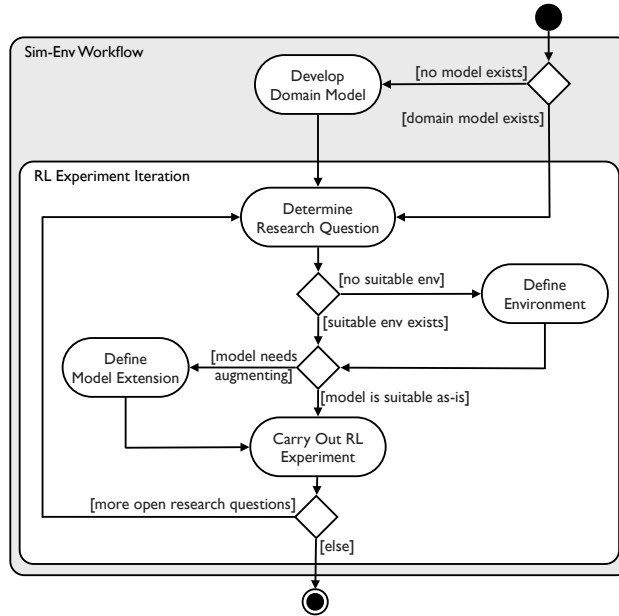 Sim-Env Workflow
Develop
Domain Model
[no model exists]
[domain model exists]
RL Experiment Iteration
Determine
Research Question
[no suitable env]
Define
Environment
[suitable env exists]
Define
Model Extension
[model needs
augmenting]
[model is suitable as-is]
Carry Out RL
Experiment
[more open research questions]
[else]